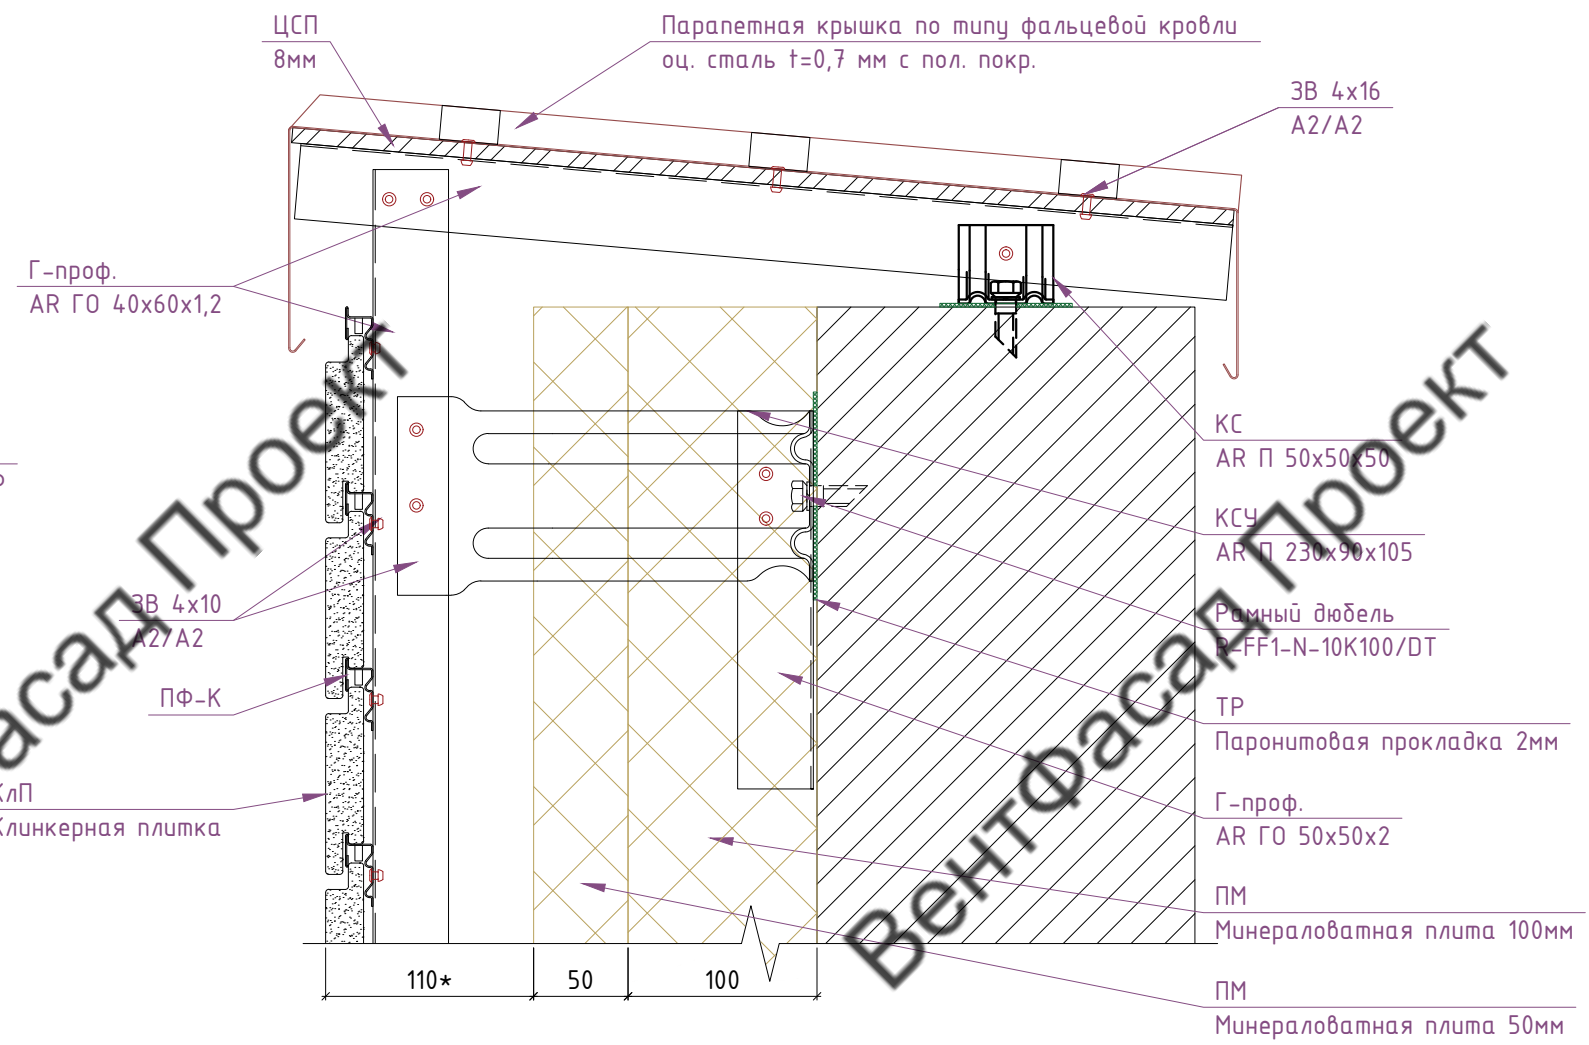 ЦСП
8мм
Парапетная крышка по типу фальцевой кровли
оц. сталь t=0,7 мм с пол. покр.
ЗВ 4х16
А2/А2
Г-проф.
AR ГО 40х60х1,2
ЗВ 4х10
А2/А2
ПФ-К
КлП
Клинкерная плитка
КС
AR П 50х50х50
КСУ
AR П 230х90х105
Рамный дюбель
R-FF1-N-10K100/DT
ТР
Паронитовая прокладка 2мм
Г-проф.
AR ГО 50х50х2
ПМ
Минераловатная плита 100мм
ПМ
Минераловатная плита 50мм
110*
50
100
асад Проект
ВентФасад Проект